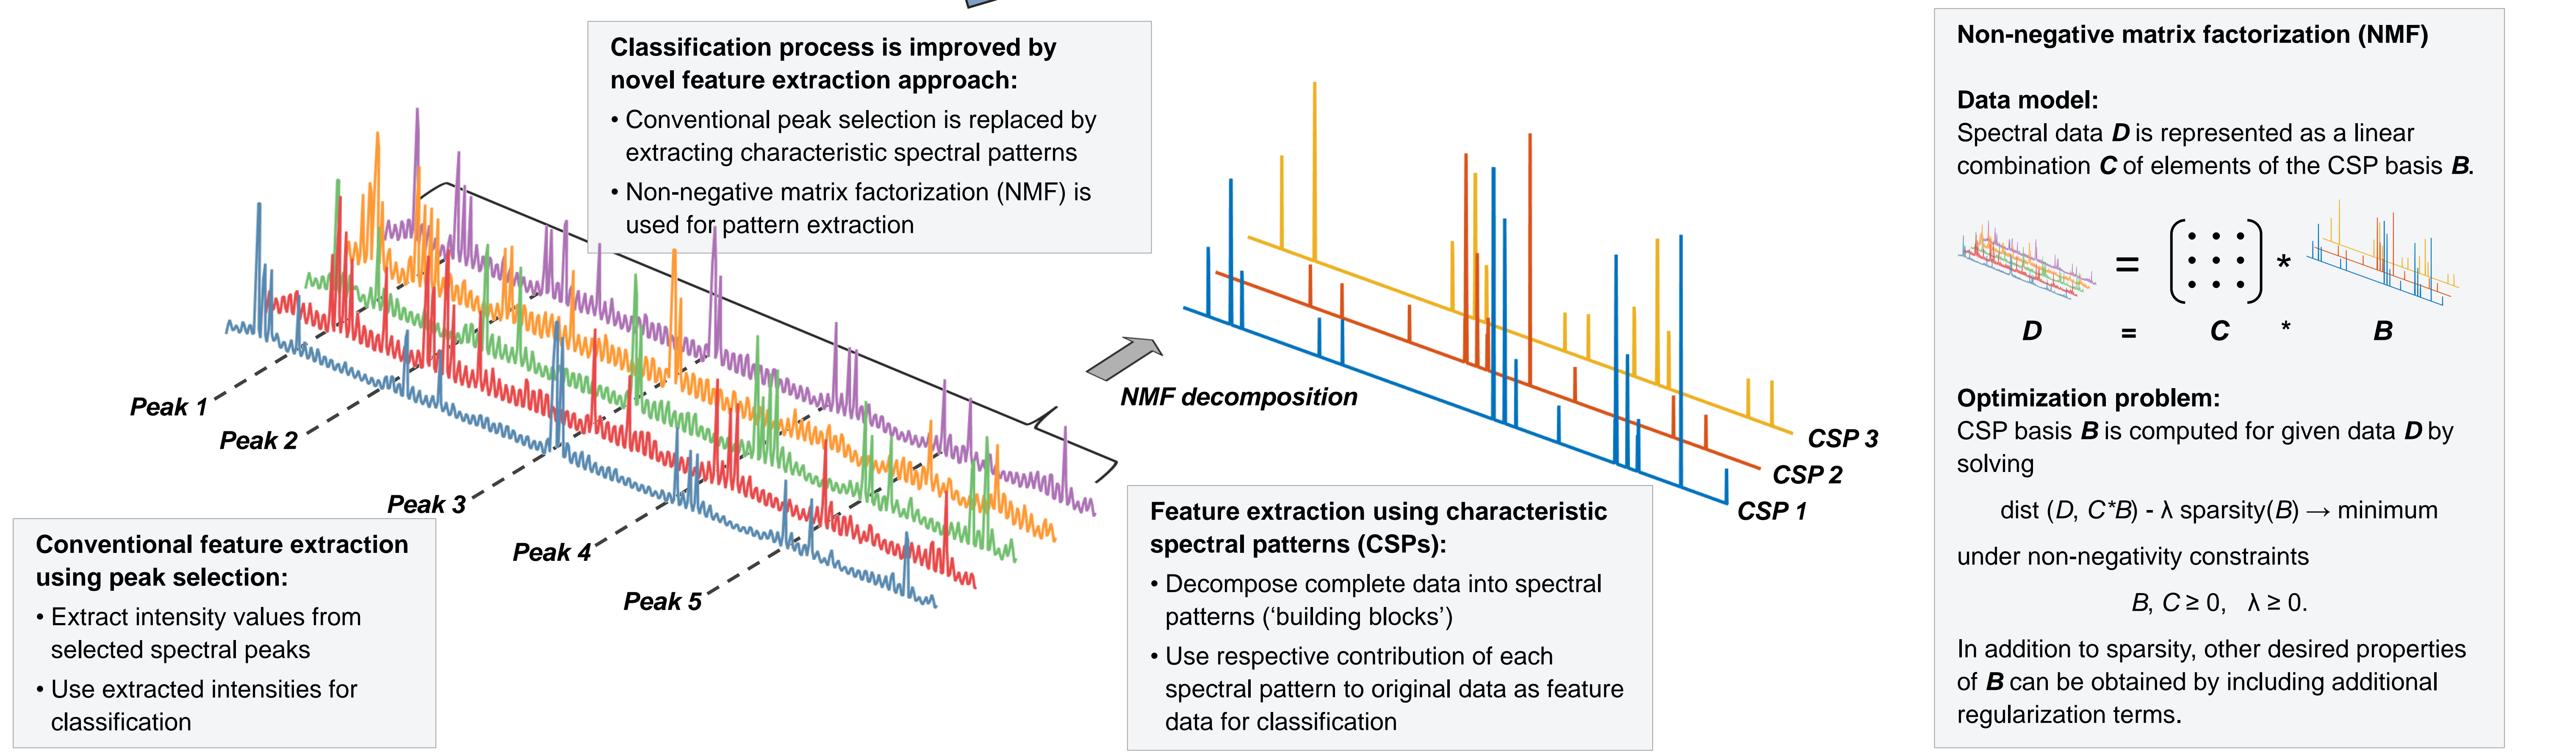 Classification process is improved by
novel feature extraction approach:
• Conventional peak selection is replaced by
extracting characteristic spectral patterns
• Non-negative matrix factorization (NMF) is
used for pattern extraction
Peak 1
Peak 2
Peak 3
Peak 4
Peak 5
Conventional feature extraction
using peak selection:
• Extract intensity values from
selected spectral peaks
• Use extracted intensities for
classification
NMF decomposition
CSP 3
CSP 2
CSP 1
Feature extraction using characteristic
spectral patterns (CSPs):
• Decompose complete data into spectral
patterns (‘building blocks’)
• Use respective contribution of each
spectral pattern to original data as feature
data for classification
Non-negative matrix factorization (NMF)
Data model:
Spectral data D is represented as a linear
combination C of elements of the CSP basis B.
= *
D = C * B
Optimization problem:
CSP basis B is computed for given data D by
solving
dist (D, C*B) - λ sparsity(B) → minimum
under non-negativity constraints
B, C ≥ 0, λ ≥ 0.
In addition to sparsity, other desired properties
of B can be obtained by including additional
regularization terms.